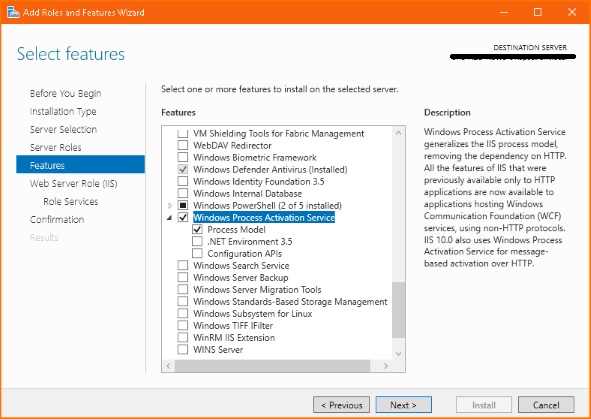 Add Roles and Features Wizard
Select features
DESTINATION SERVER
Before You Begin
Installation Type
Server Selection
Server Roles
Features
Web Server Role (IIS)
Role Services
Confirmation
Results
Select one or more features to install on the selected server.
Features
VM Shielding Tools for Fabric Management
WebDAV Redirector
Windows Biometric Framework
Windows Defender Antivirus (Installed)
Windows Identity Foundation 3.5
Windows Internal Database
Windows PowerShell (2 of 5 installed)
Windows Process Activation Service
Process Model
.NET Environment 3.5
Configuration APIs
Windows Search Service
Windows Server Backup
Windows Server Migration Tools
Windows Standards-Based Storage Management
Windows Subsystem for Linux
Windows TIFF IFilter
WinRM IIS Extension
WINS Server
Description
Windows Process Activation Service
generalizes the IIS process model,
removing the dependency on HTTP.
All the features of IIS that were
previously available only to HTTP
applications are now available to
applications hosting Windows
Communication Foundation (WCF)
services, using non-HTTP protocols.
IIS 10.0 also uses Windows Process
Activation Service for message-
based activation over HTTP.
< Previous
Next >
Install
Cancel